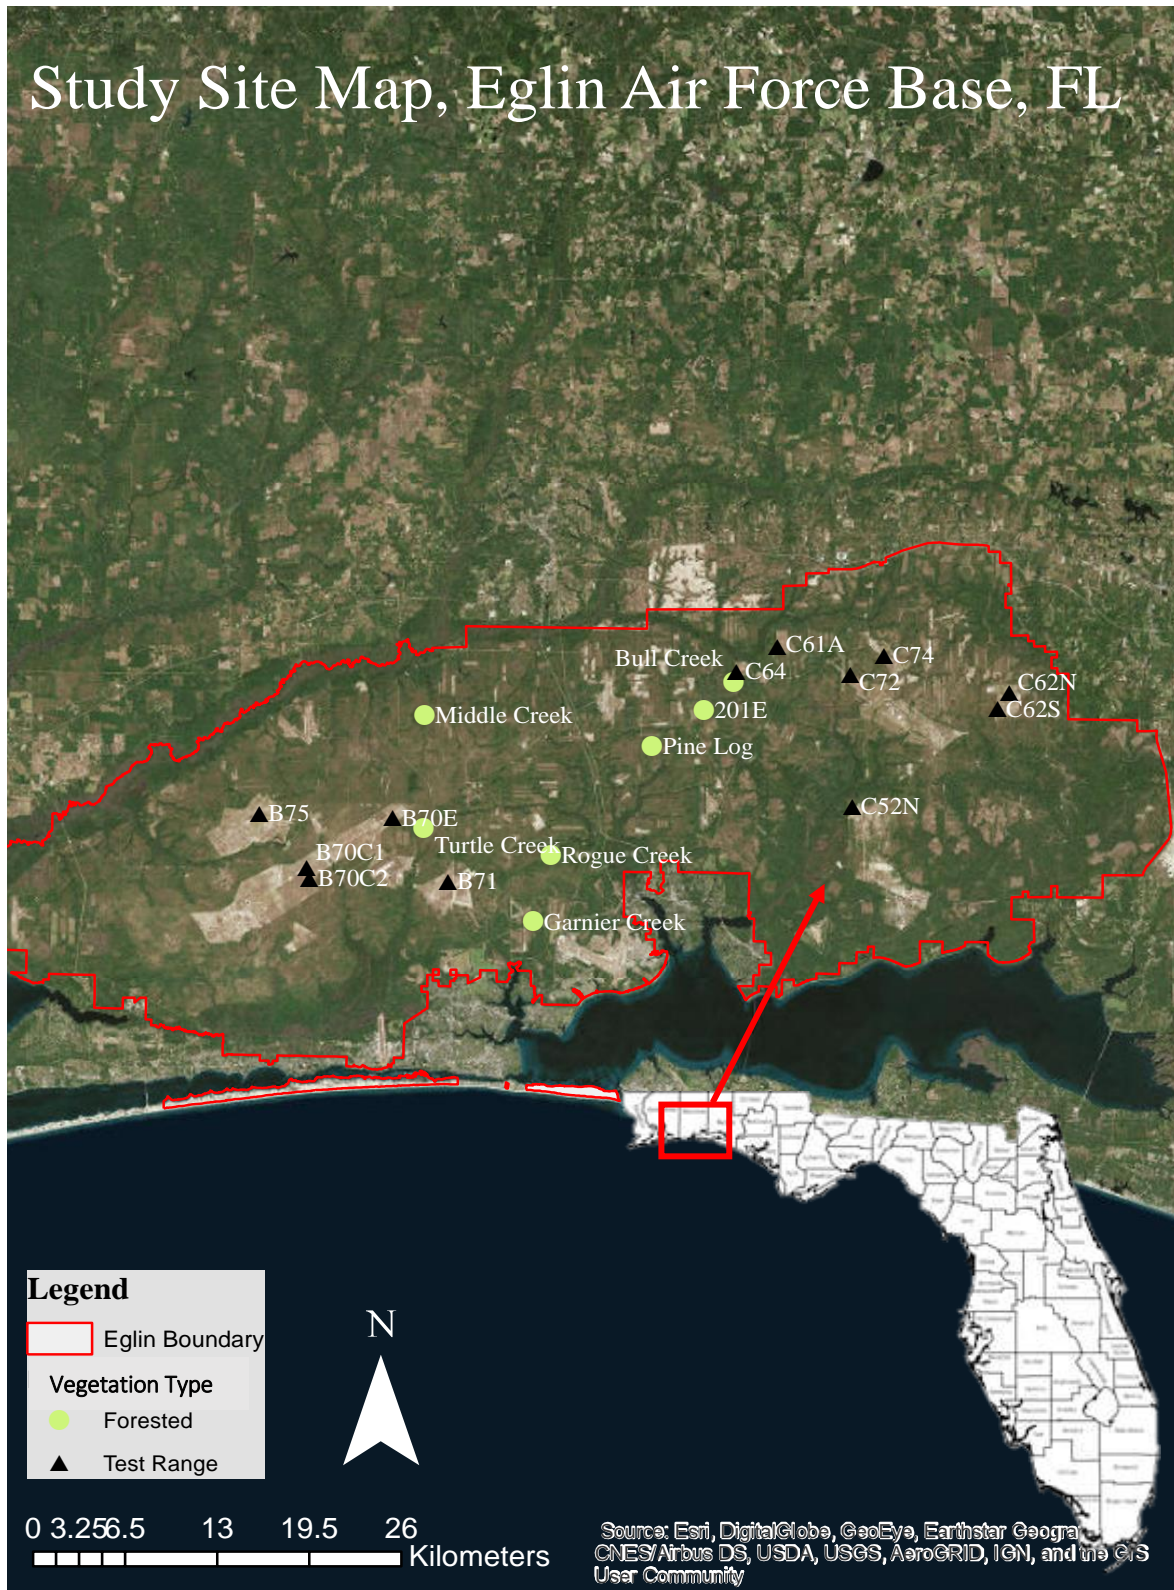 Study Site Map, Eglin Air Force Base, FL
C61A
Bull Creek
C74
C64
C72
C62N
C62S
201E
Middle Creek
Pine Log
B75
C52N
B70E
Turtle Creek
B70C1
Rogue Creek
B70C2
B71
Garnier Creek
Legend
Eglin Boundary
Vegetation Type
Forested
Test Range
N
0 3.25 6.5 13 19.5 26
Kilometers
Source: Esri, DigitalGlobe, GeoEye, Earthstar Geogra
CNES/Airbus DS, USDA, USGS, AeroGRID, IGN, and the GIS
User Community